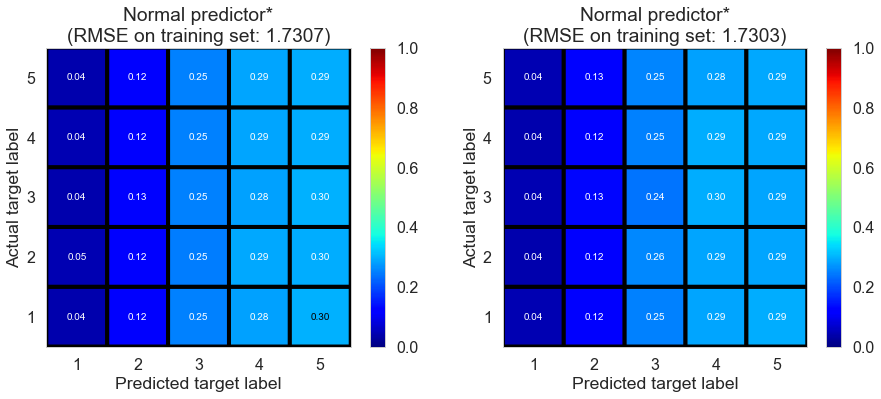 Normal predictor*
(RMSE on training set: 1.7307)
Actual target label
5 0.04 0.12 0.25 0.29 0.29
4 0.04 0.12 0.25 0.29 0.29
3 0.04 0.13 0.25 0.28 0.30
2 0.05 0.12 0.25 0.29 0.30
1 0.04 0.12 0.25 0.28 0.30
1 2 3 4 5
Predicted target label
1.0
0.8
0.6
0.4
0.2
0.0
Normal predictor*
(RMSE on training set: 1.7303)
Actual target label
5 0.04 0.13 0.25 0.28 0.29
4 0.04 0.12 0.25 0.29 0.29
3 0.04 0.13 0.24 0.30 0.29
2 0.04 0.12 0.26 0.29 0.29
1 0.04 0.12 0.25 0.29 0.29
1 2 3 4 5
Predicted target label
1.0
0.8
0.6
0.4
0.2
0.0